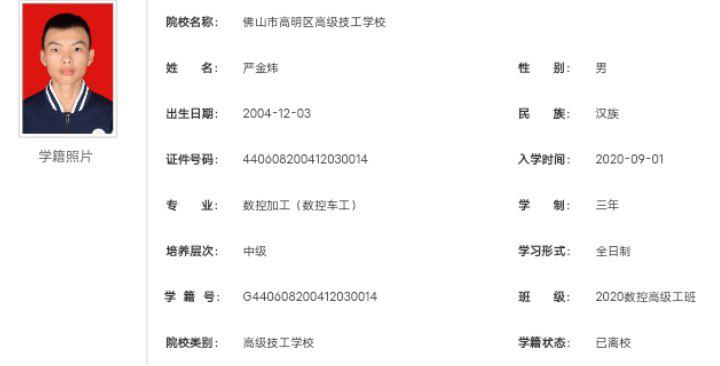 院校名称： 佛山市高明区高级技工学校
姓 名： 严金炜 性 别： 男
出生日期： 2004-12-03 民 族： 汉族
证件号码： 440608200412030014 入学时间： 2020-09-01
学籍照片
专 业： 数控加工（数控车工） 学 制： 三年
培养层次： 中级 学习形式： 全日制
学 籍 号： G440608200412030014 班 级： 2020数控高级工班
院校类别： 高级技工学校 学籍状态： 已离校